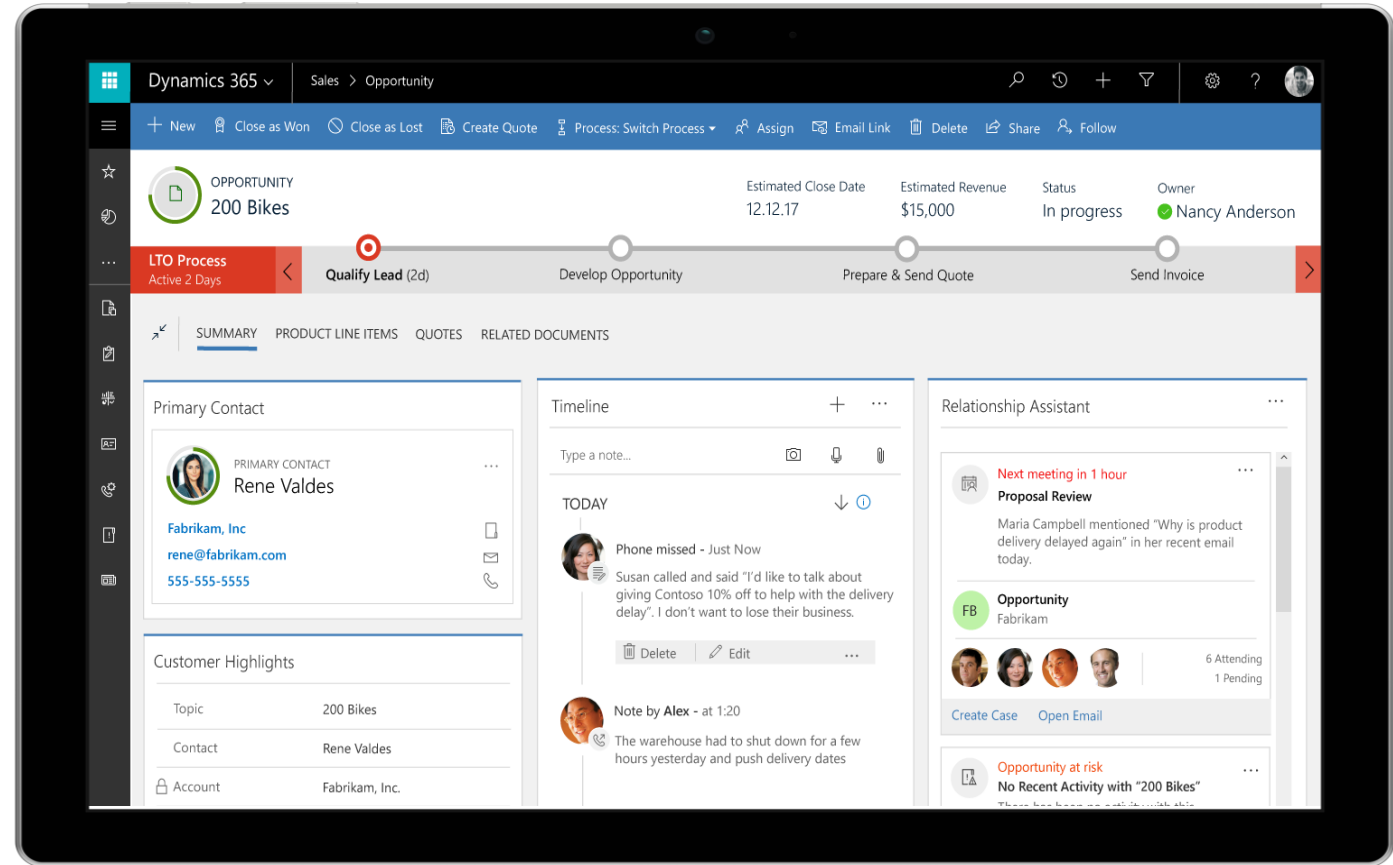 Dynamics 365
Sales > Opportunity
?
New
Close as Won
Close as Lost
Create Quote
Process: Switch Process
Assign
Email Link
Delete
Share
Follow
OPPORTUNITY
200 Bikes
Estimated Close Date
12.12.17
Estimated Revenue
$15,000
Status
In progress
Owner
Nancy Anderson
LTO Process
Active 2 Days
Qualify Lead (2d)
Develop Opportunity
Prepare & Send Quote
Send Invoice
SUMMARY
PRODUCT LINE ITEMS
QUOTES
RELATED DOCUMENTS
Primary Contact
PRIMARY CONTACT
Rene Valdes
Fabrikam, Inc
rene@fabrikam.com
555-555-5555
Customer Highlights
Topic 200 Bikes
Contact Rene Valdes
Account Fabrikam, Inc.
Timeline
Type a note...
TODAY
Phone missed - Just Now
Susan called and said “I’d like to talk about
giving Contoso 10% off to help with the delivery
delay”. I don’t want to lose their business.
Delete
Edit
Note by Alex - at 1:20
The warehouse had to shut down for a few
hours yesterday and push delivery dates
Relationship Assistant
Next meeting in 1 hour
Proposal Review
Maria Campbell mentioned “Why is product
delivery delayed again” in her recent email
today.
FB
Opportunity
Fabrikam
6 Attending
1 Pending
Create Case
Open Email
Opportunity at risk
No Recent Activity with “200 Bikes”